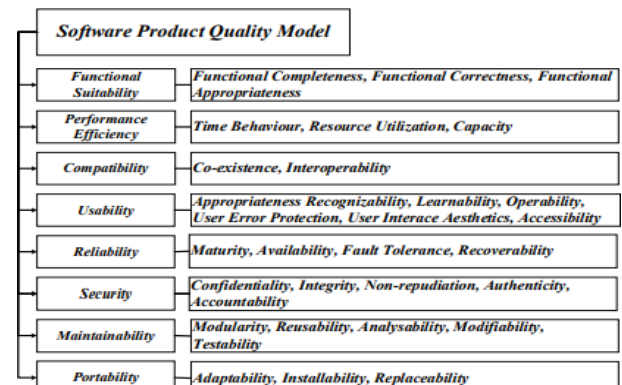 Software Product Quality Model
Functional
Suitability
Functional Completeness, Functional Correctness, Functional
Appropriateness
Performance
Efficiency
Time Behaviour, Resource Utilization, Capacity
Compatibility
Co-existence, Interoperability
Usability
Appropriateness Recognizability, Learnability, Operability,
User Error Protection, User Interace Aesthetics, Accessibility
Reliability
Maturity, Availability, Fault Tolerance, Recoverability
Security
Confidentiality, Integrity, Non-repudiation, Authenticity,
Accountability
Maintainability
Modularity, Reusability, Analysability, Modifiability,
Testability
Portability
Adaptability, Installability, Replaceability